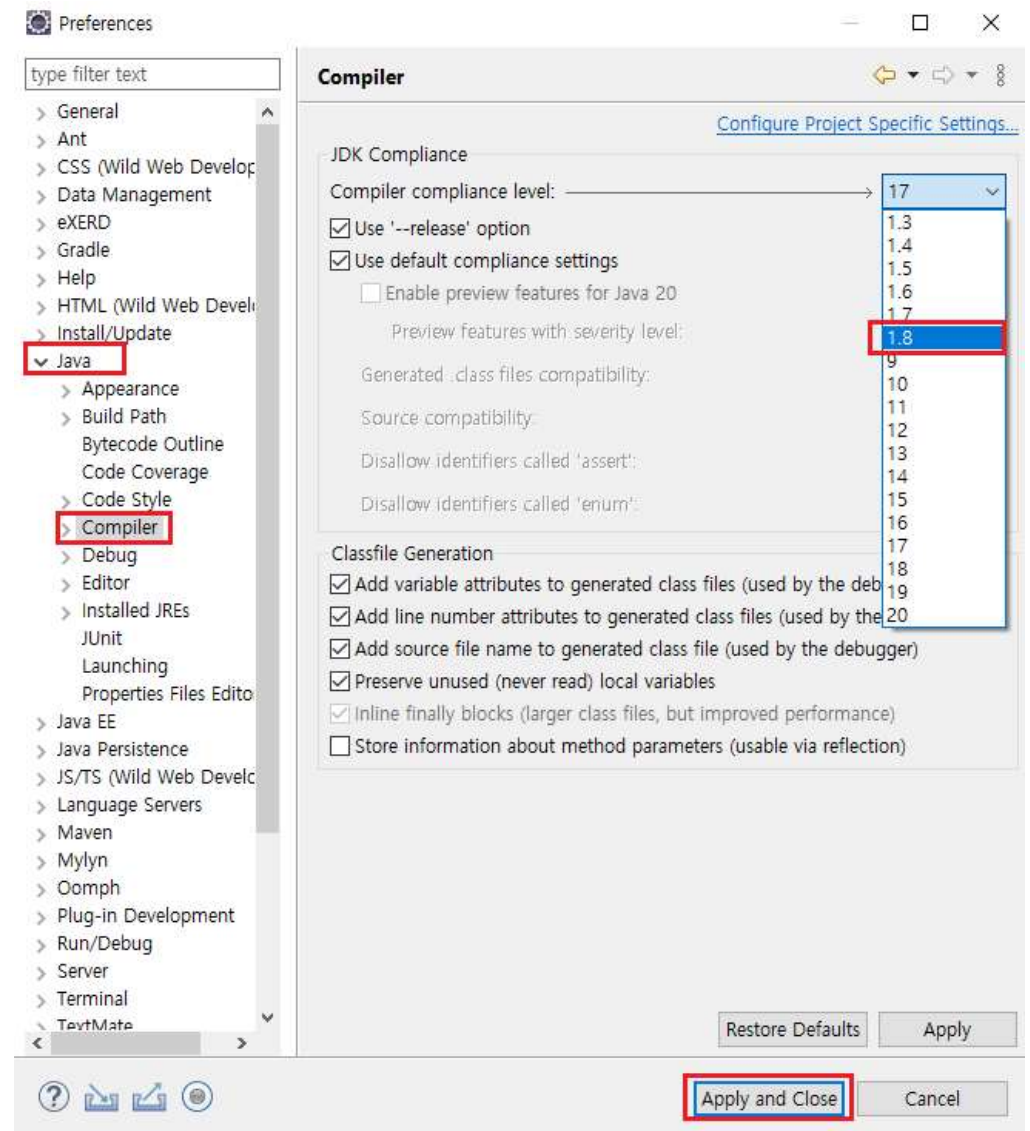 Preferences
type filter text
General
Ant
CSS (Wild Web Develop
Data Management
eXERD
Gradle
Help
HTML (Wild Web Develo
Install/Update
Java
Appearance
Build Path
Bytecode Outline
Code Coverage
Code Style
Compiler
Debug
Editor
Installed JREs
JUnit
Launching
Properties Files Edito
Java EE
Java Persistence
JS/TS (Wild Web Develo
Language Servers
Maven
Mylyn
Oomph
Plug-in Development
Run/Debug
Server
Terminal
TextMate
Compiler
Configure Project Specific Settings...
JDK Compliance
Compiler compliance level:
17
Use '--release' option
Use default compliance settings
Enable preview features for Java 20
Preview features with severity level:
Generated .class files compatibility:
Source compatibility:
Disallow identifiers called 'assert':
Disallow identifiers called 'enum':
1.3
1.4
1.5
1.6
1.7
1.8
9
10
11
12
13
14
15
16
17
18
19
20
Classfile Generation
Add variable attributes to generated class files (used by the deb
Add line number attributes to generated class files (used by the
Add source file name to generated class file (used by the debugger)
Preserve unused (never read) local variables
Inline finally blocks (larger class files, but improved performance)
Store information about method parameters (usable via reflection)
Restore Defaults
Apply
Apply and Close
Cancel